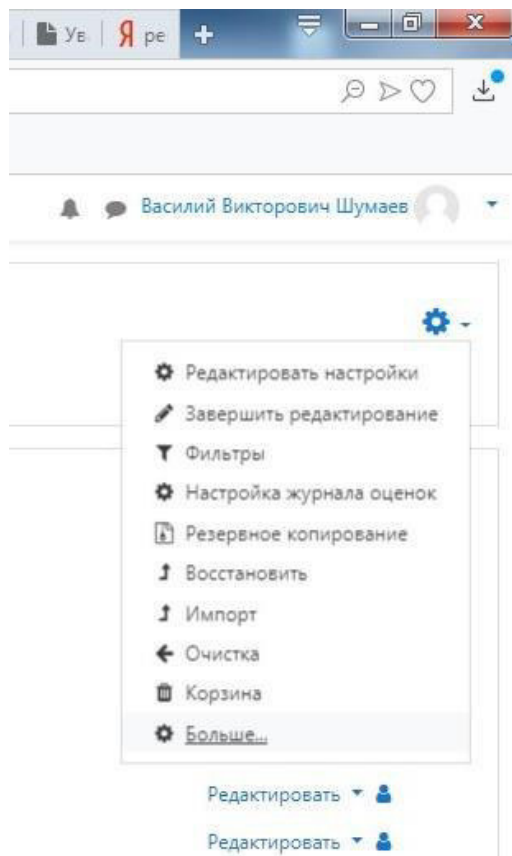 Ув
Я ре
Василий Викторович Шумаев
Редактировать настройки
Завершить редактирование
Фильтры
Настройка журнала оценок
Резервное копирование
Восстановить
Импорт
Очистка
Корзина
Больше...
Редактировать
Редактировать